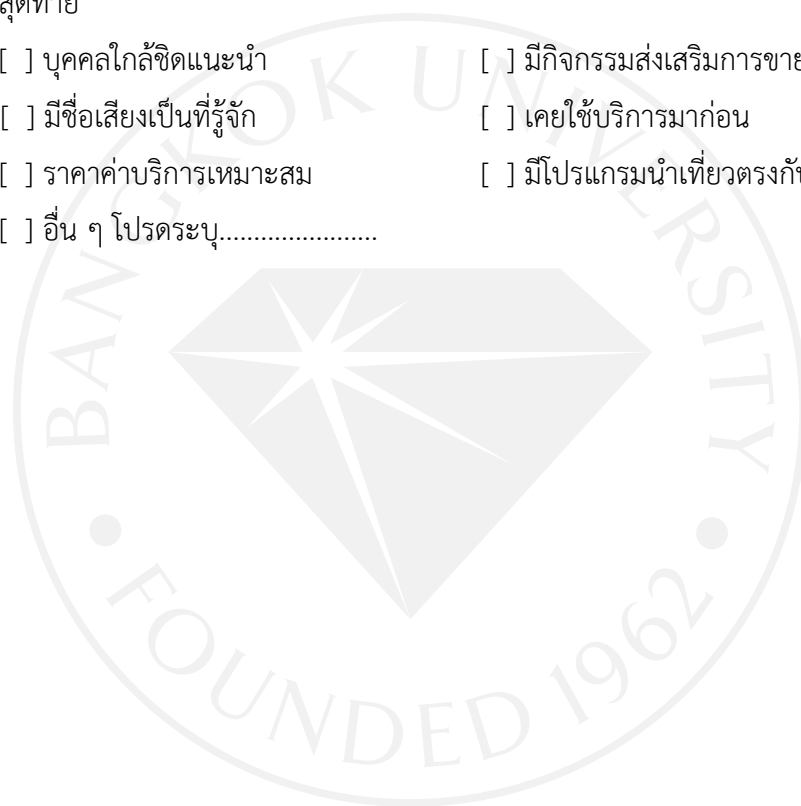 สุดท้าย
[ ] บุคคลใกล้ชิดแนะนำ [ ] มีกิจกรรมส่งเสริมการขาย
[ ] มีชื่อเสียงเป็นที่รู้จัก [ ] เคยใช้บริการมาก่อน
[ ] ราคาค่าบริการเหมาะสม [ ] มีโปรแกรมนำเที่ยวตรงกับ
[ ] อื่น ๆ โปรดระบุ.......................
BANGKOK UNIVERSITY
FOUNDED 1962